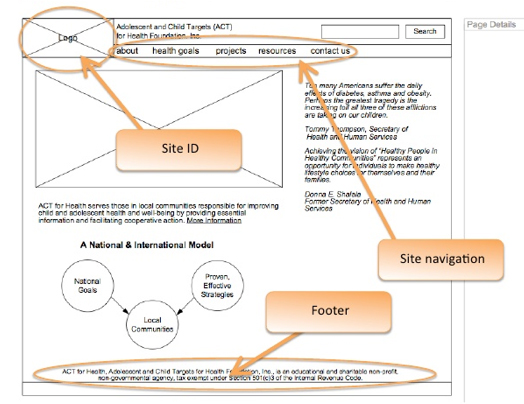 Page Details
Logo
Adolescent and Child Targets (ACT)
for Health Foundation, Inc.
Search
about health goals projects resources contact us
Too many Americans suffer the daily
effects of diabetes, asthma and obesity.
Perhaps the greatest tragedy is the
increasing toll all three of these afflictions
are taking on our children.
Tommy Thompson, Secretary of
Health and Human Services
Achieving the vision of "Healthy People in
Healthy Communities" represents an
opportunity for individuals to make healthy
lifestyle choices for themselves and their
families.
Donna E. Shalala
Former Secretary of Health and Human
Services
Site ID
ACT for Health serves those in local communities responsible for improving
child and adolescent health and well-being by providing essential
information and facilitating cooperative action. More Information
A National & International Model
Site navigation
National
Goals
Proven,
Effective
Strategies
Local
Communities
Footer
ACT for Health, Adolescent and Child Targets for Health Foundation, Inc., is an educational and charitable non-profit,
non-governmental agency, tax exempt under Section 501(c)3 of the Internal Revenue Code.